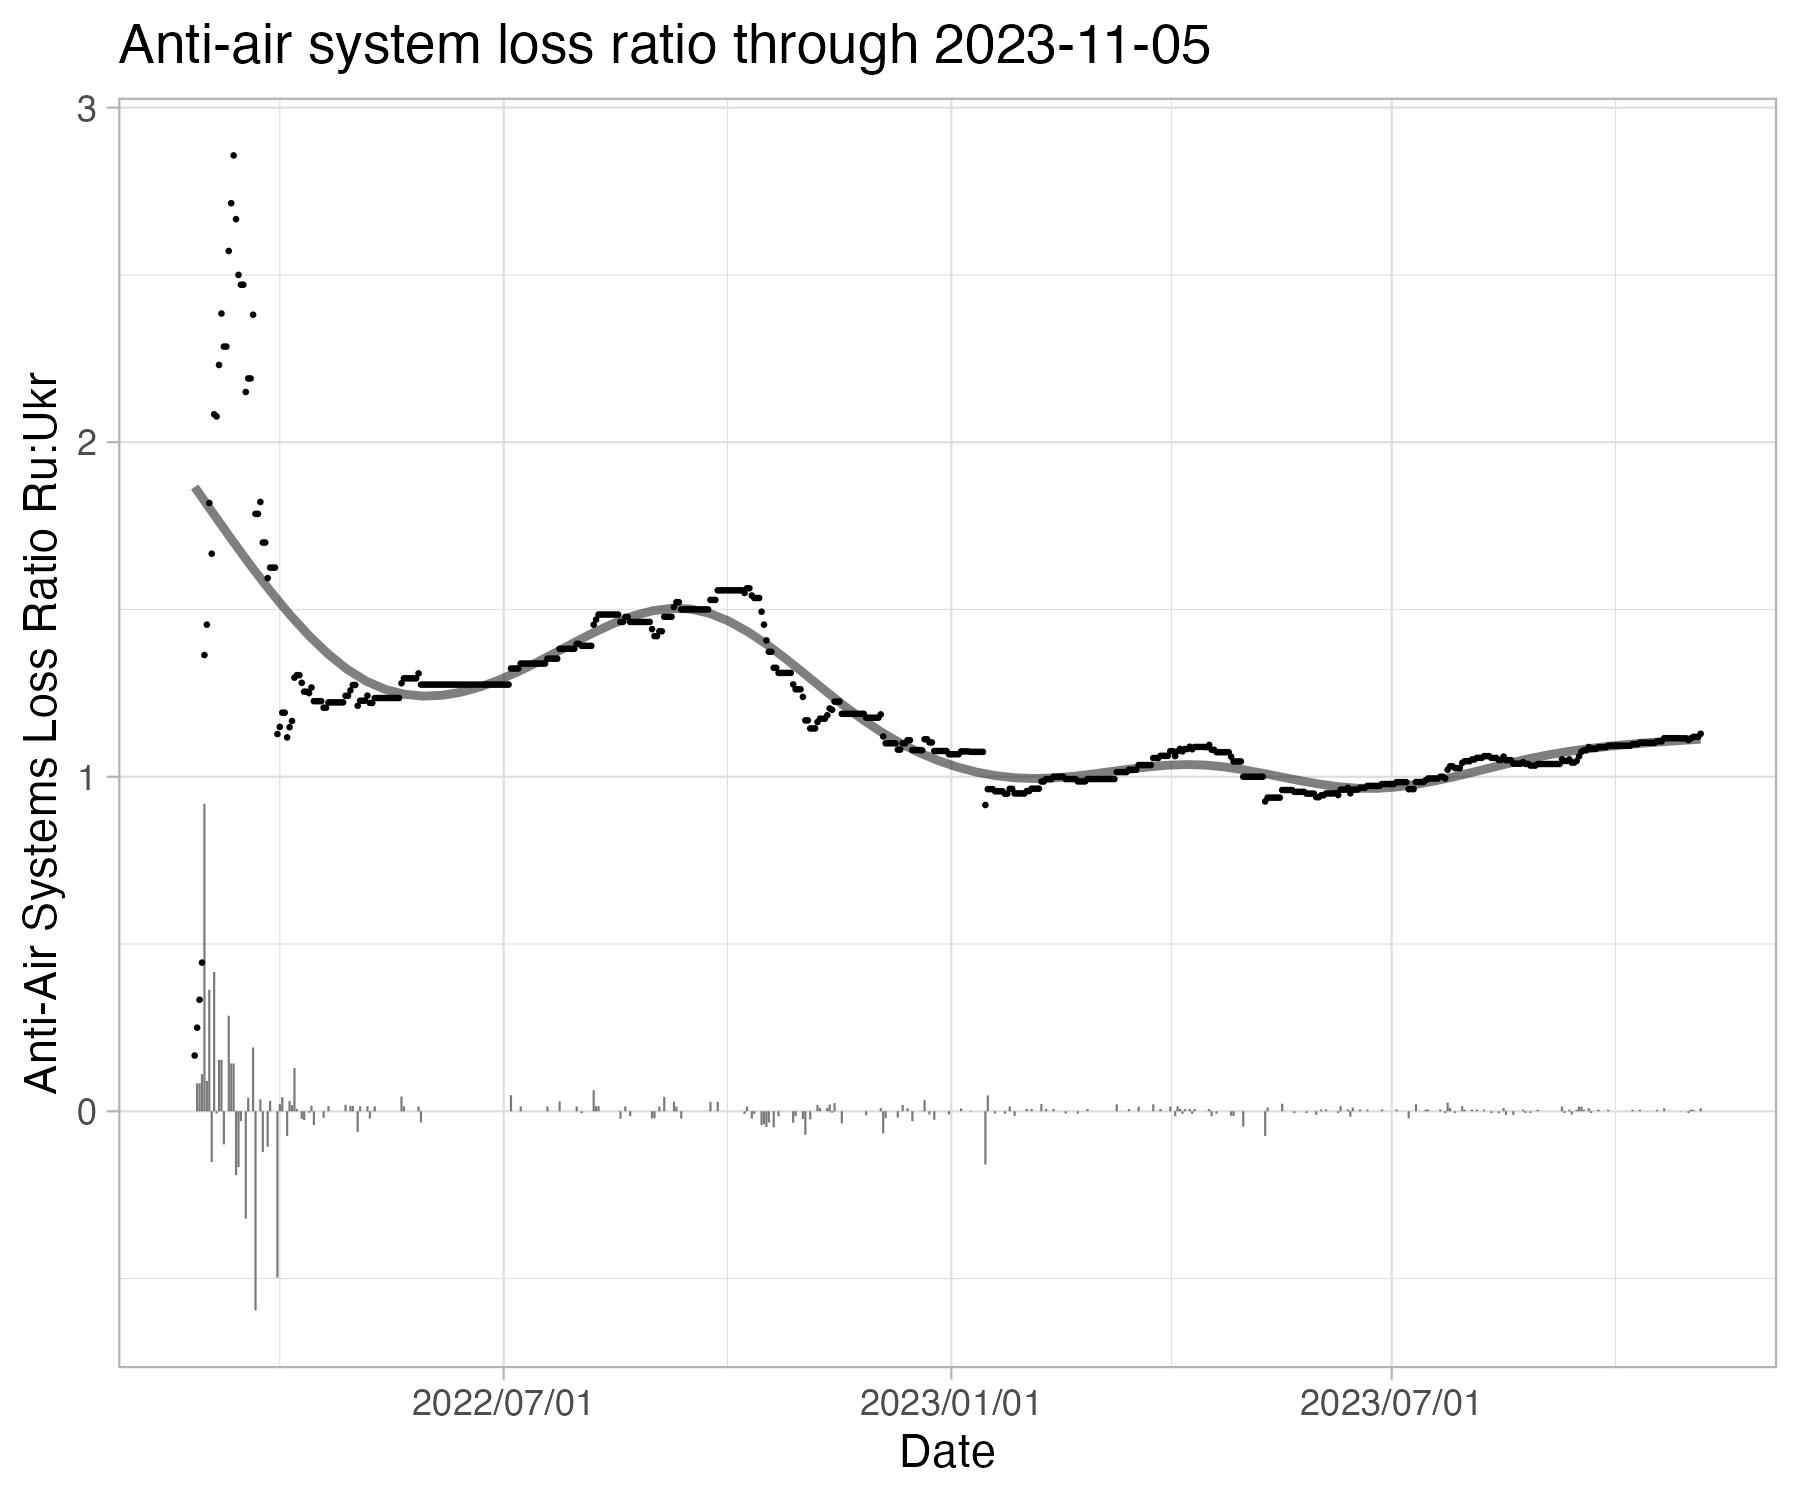 Anti-air system loss ratio through 2023-11-05
Anti-Air Systems Loss Ratio Ru:Ukr
3
2
1
0
2022/07/01
2023/01/01
2023/07/01
Date